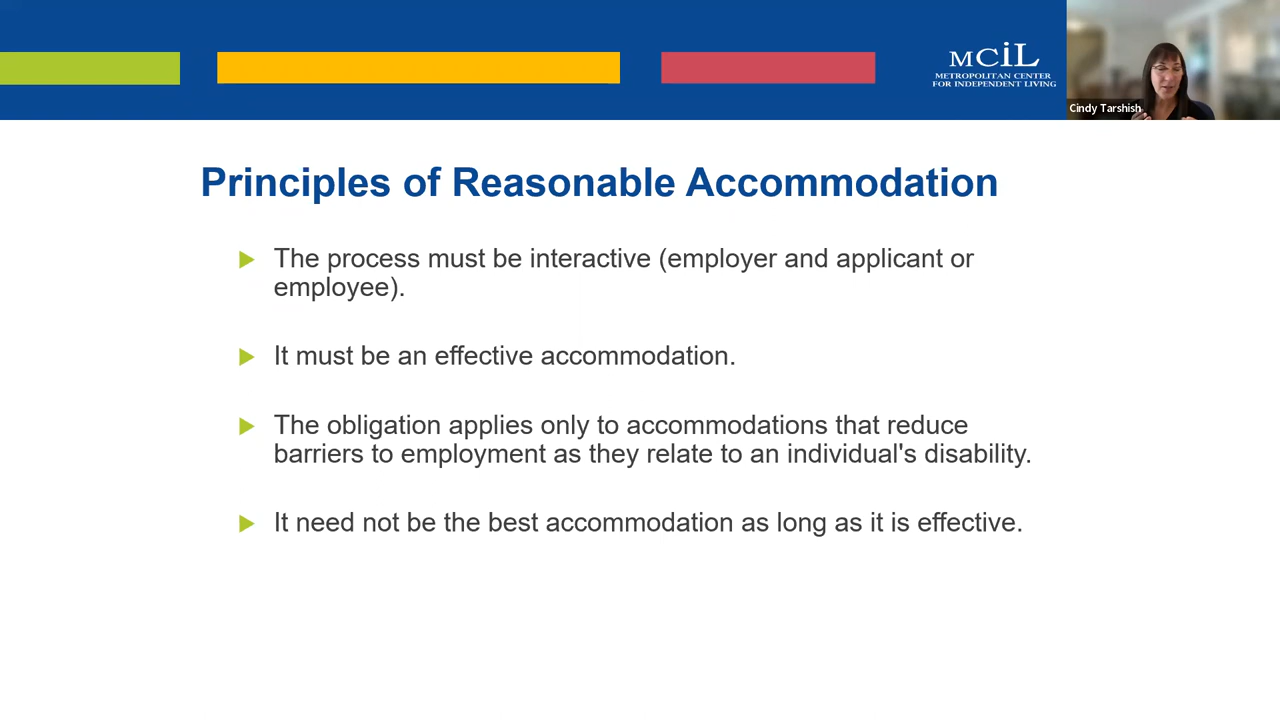 MCiL
METROPOLITAN CENTER
FOR INDEPENDENT LIVING
Cindy Tarshish
Principles of Reasonable Accommodation
The process must be interactive (employer and applicant or
employee).
It must be an effective accommodation.
The obligation applies only to accommodations that reduce
barriers to employment as they relate to an individual's disability.
It need not be the best accommodation as long as it is effective.